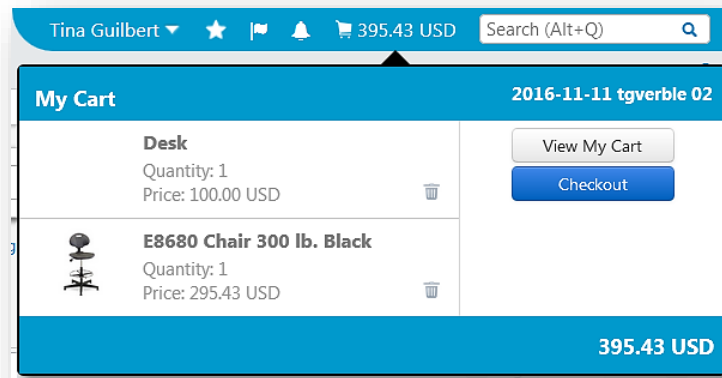 Tina Guilbert
395.43 USD
Search (Alt+Q)
My Cart
2016-11-11 tgverble 02
Desk
Quantity: 1
Price: 100.00 USD
View My Cart
Checkout
E8680 Chair 300 lb. Black
Quantity: 1
Price: 295.43 USD
395.43 USD